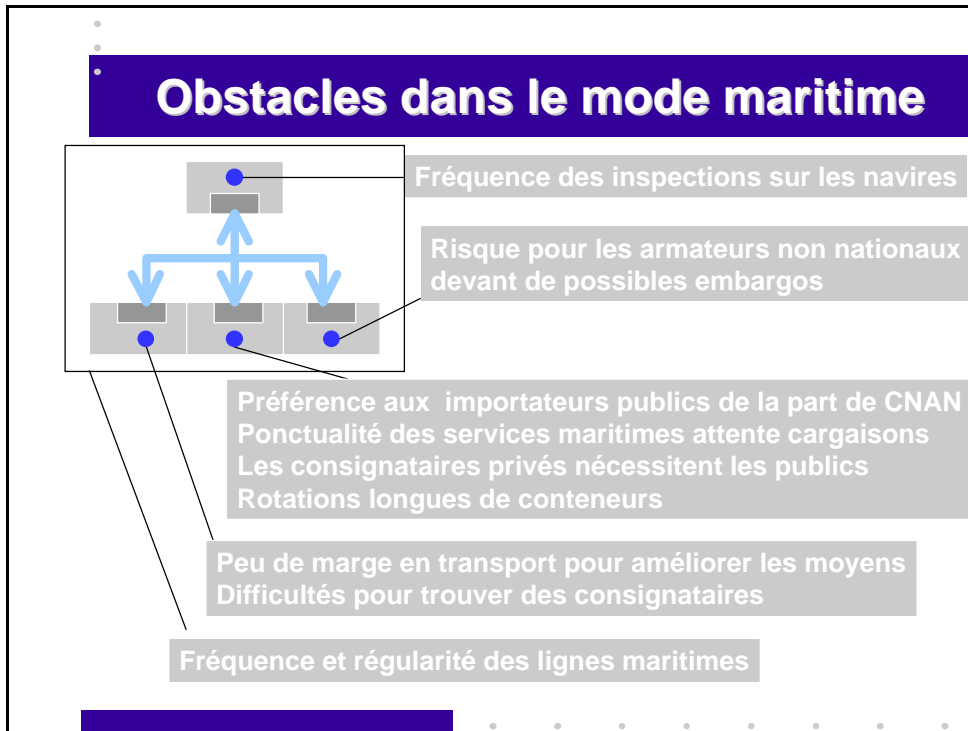 Obstacles dans le mode maritime
Fréquence des inspections sur les navires
Risque pour les armateurs non nationaux
devant de possibles embargos
Préférence aux  importateurs publics de la part de CNAN
Ponctualité des services maritimes attente cargaisons
Les consignataires privés nécessitent les publics
Rotations longues de conteneurs
Peu de marge en transport pour améliorer les moyens
Difficultés pour trouver des consignataires
Fréquence et régularité des lignes maritimes